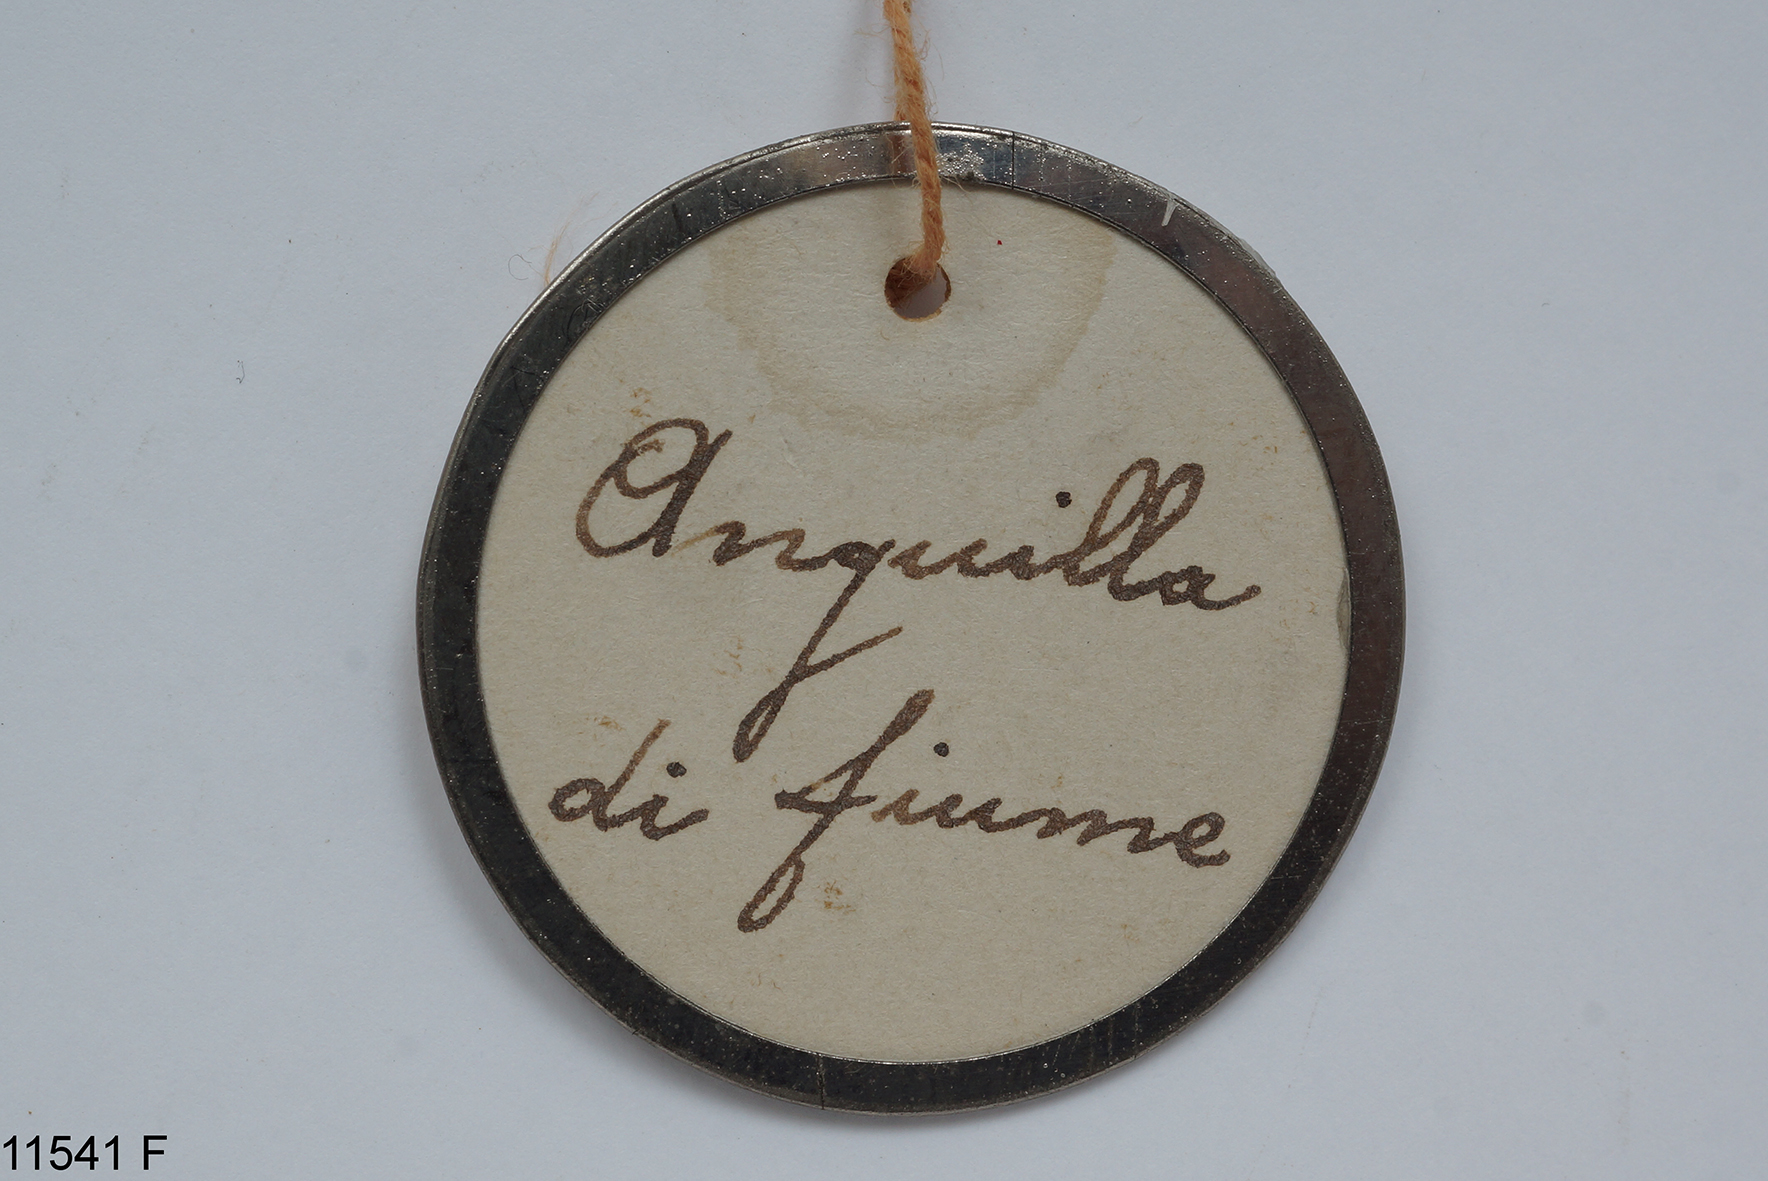 Anguilla
di fiume
11541 F